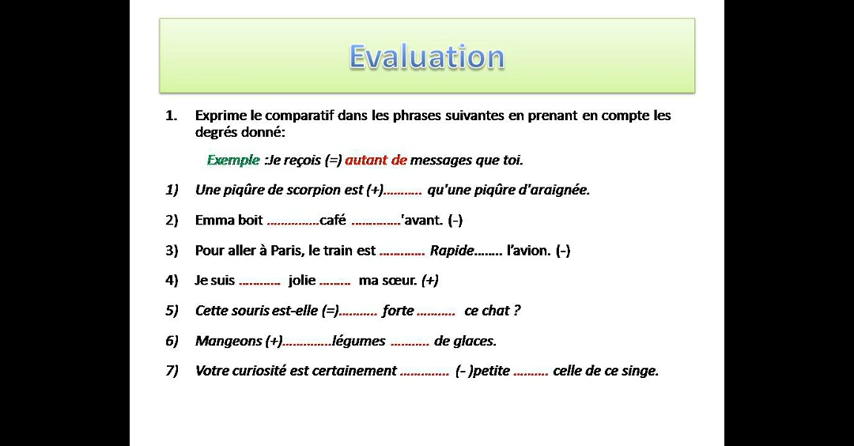 Evaluation
1. Exprime le comparatif dans les phrases suivantes en prenant en compte les
degrés donné:
Exemple :Je reçois (=) autant de messages que toi.
1) Une piqûre de scorpion est (+)........... qu'une piqûre d'araignée.
2) Emma boit ...............café ..............'avant. (-)
3) Pour aller à Paris, le train est ............. Rapide........ l’avion. (-)
4) Je suis ............ jolie ......... ma sœur. (+)
5) Cette souris est-elle (=)........... forte ........... ce chat ?
6) Mangeons (+)..............légumes ........... de glaces.
7) Votre curiosité est certainement .............. (- )petite .......... celle de ce singe.